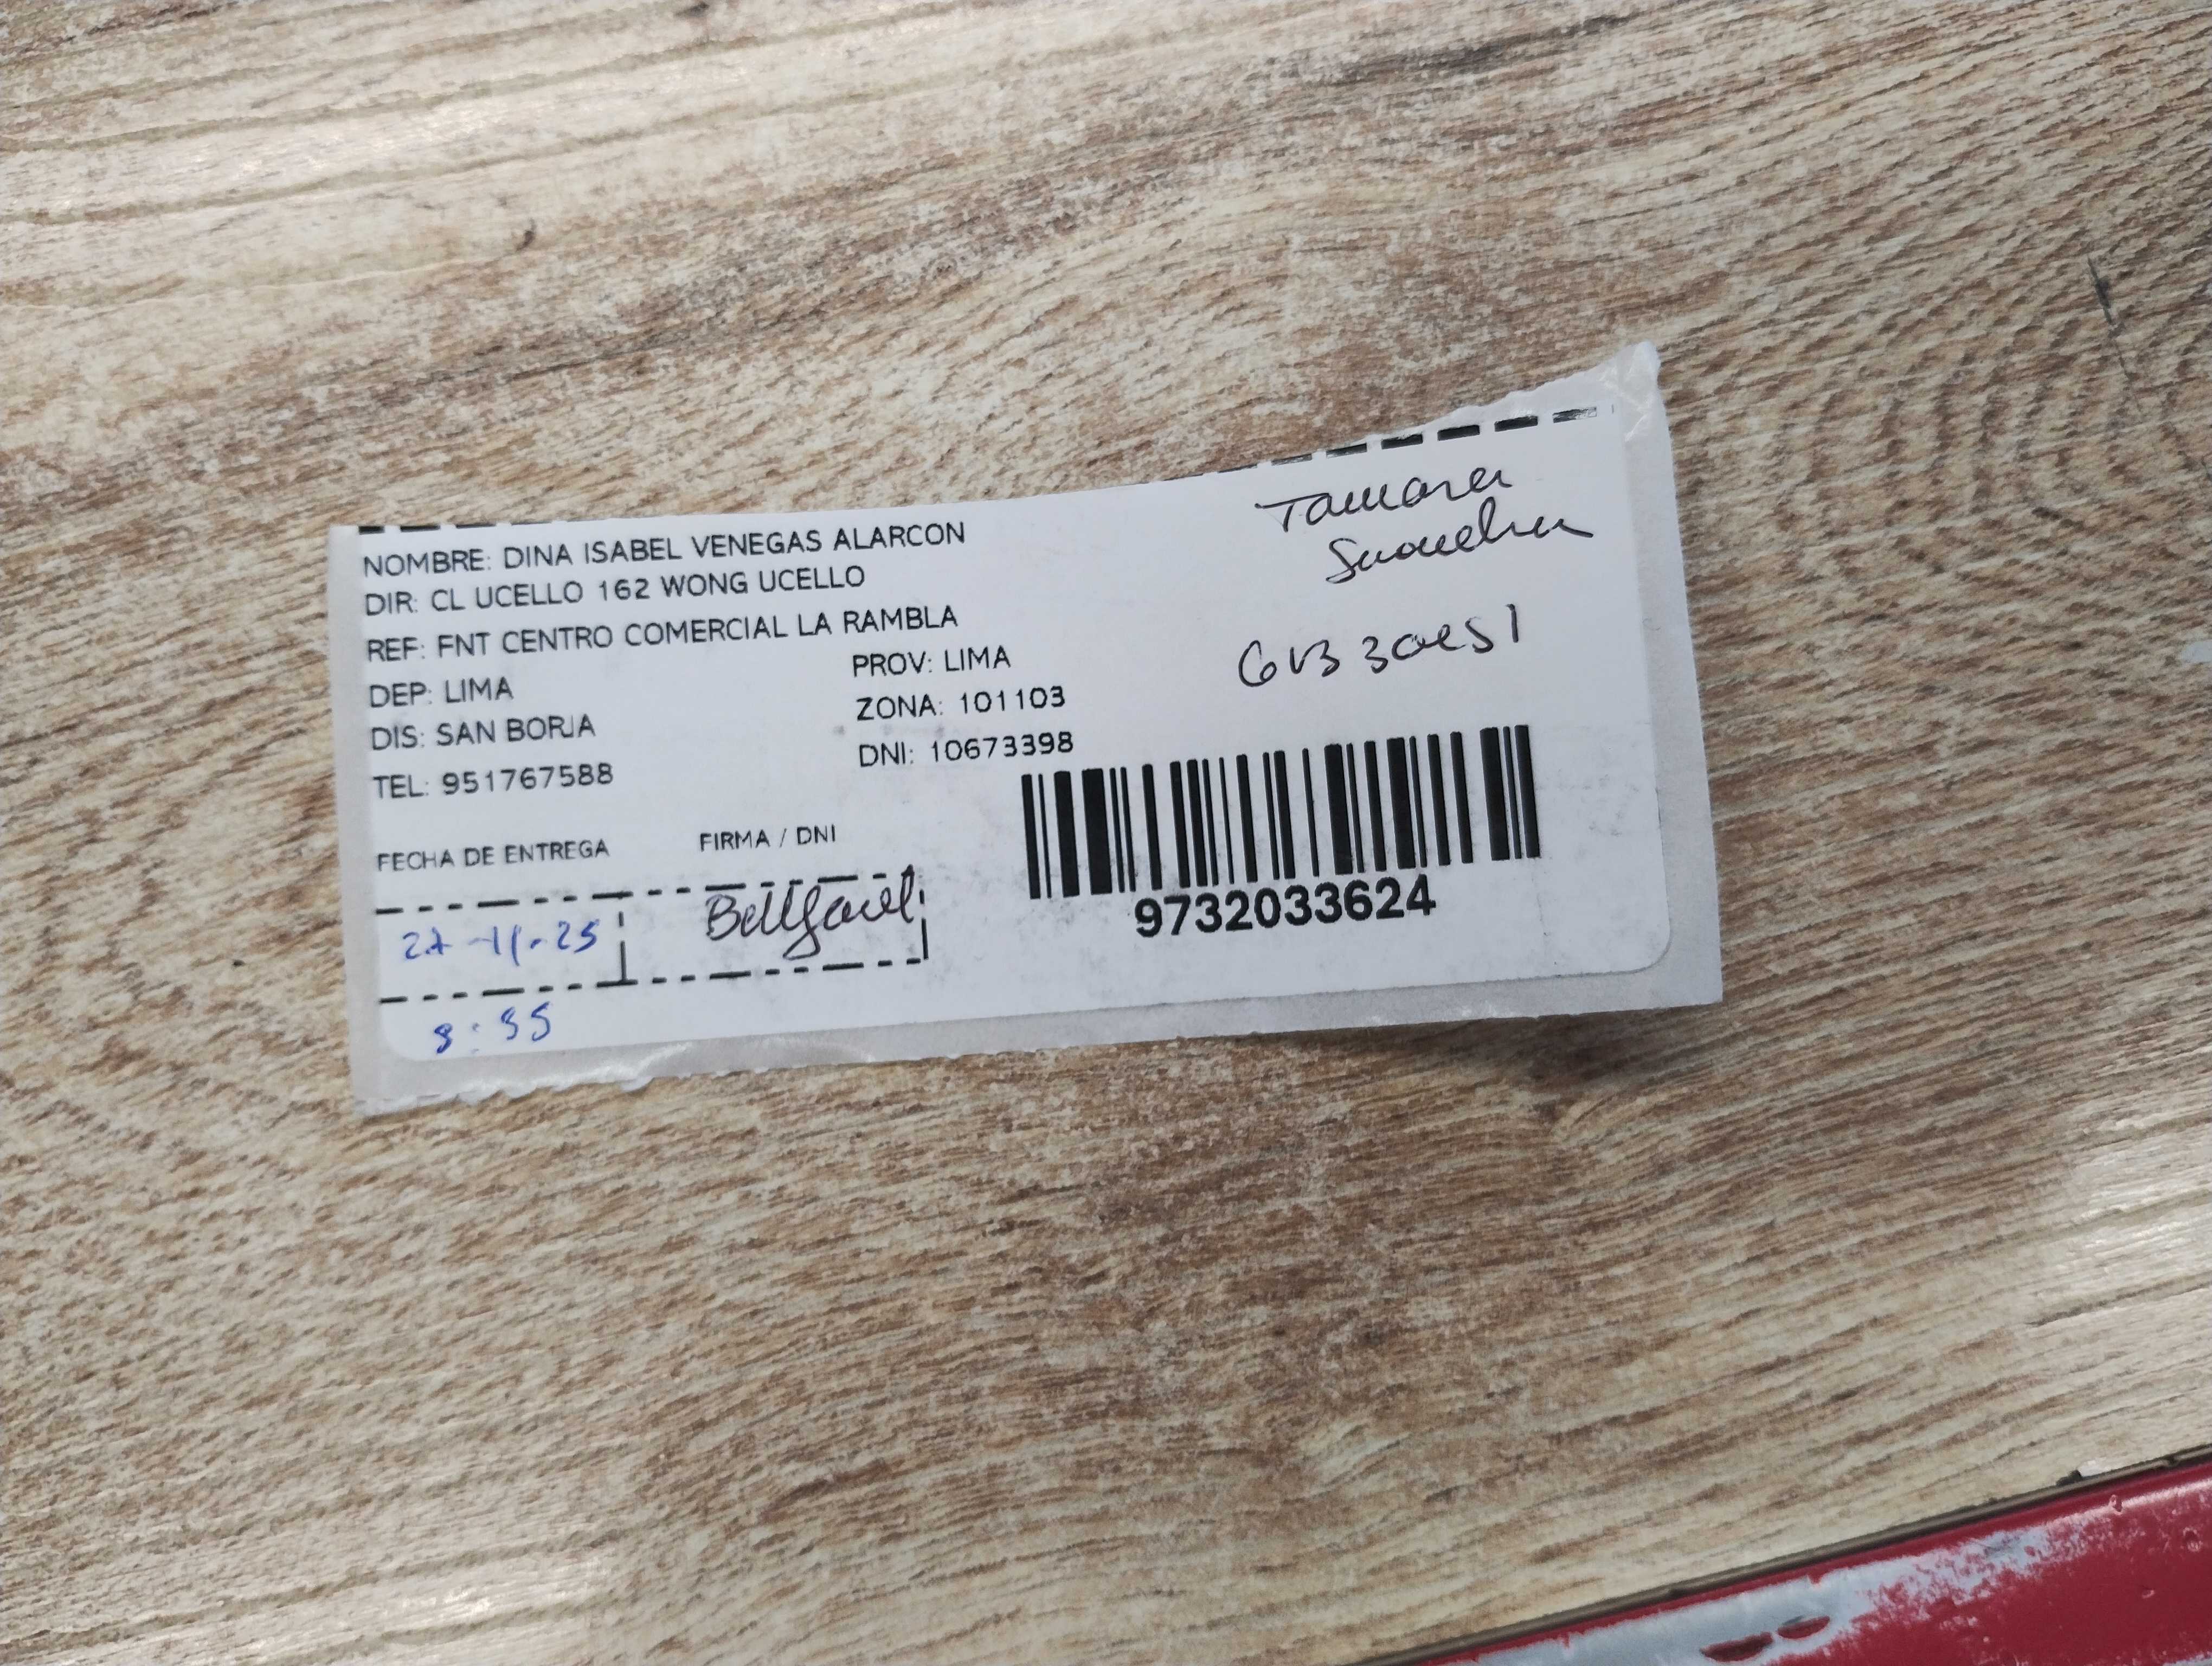 NOMBRE: DINA ISABEL VENEGAS ALARCON
DIR: CL UCELLO 162 WONG UCELLO
REF: FNT CENTRO COMERCIAL LA RAMBLA
DEP: LIMA PROV: LIMA
DIS: SAN BORJA ZONA: 101103
TEL: 951767588 DNI: 10673398
Tamara
FECHA DE ENTREGA FIRMA / DNI
27-11-25
9732033624